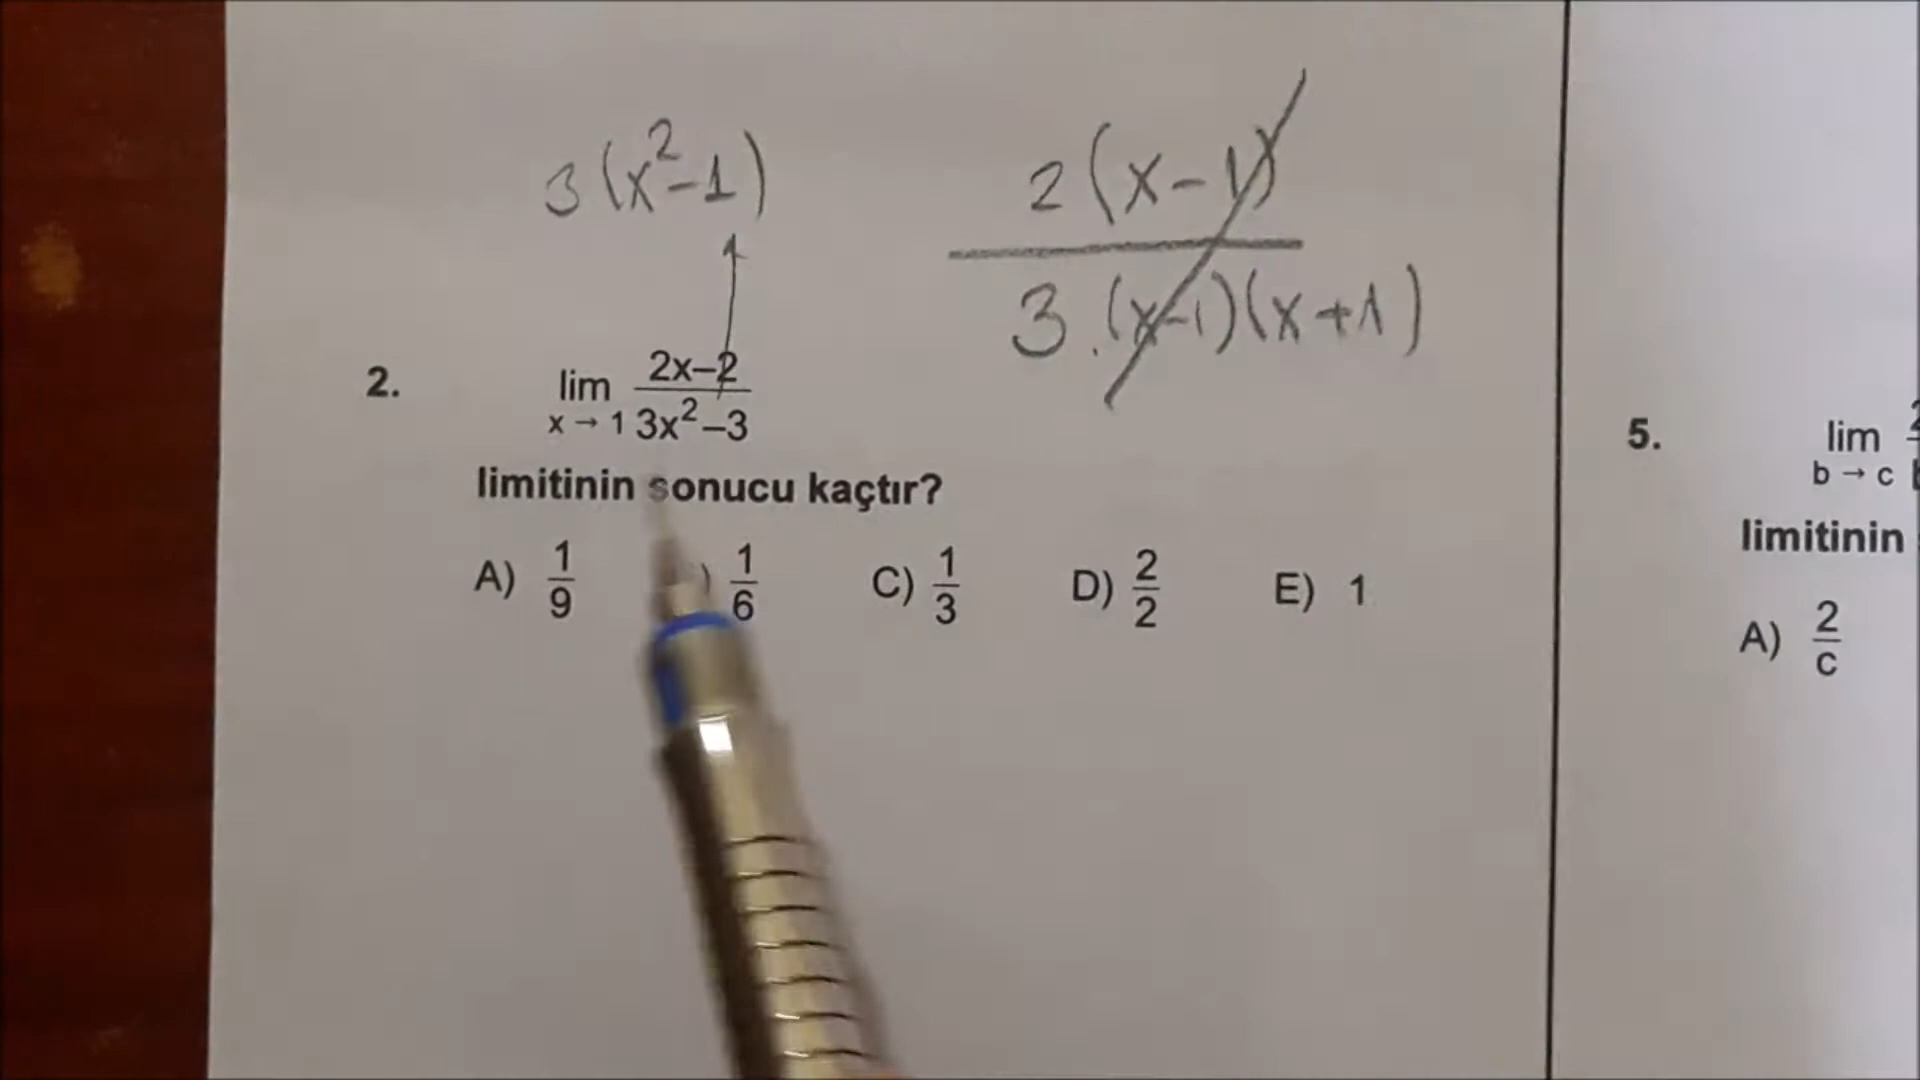 3(x²-1)
2(x-1)
3.(x-1)(x+1)
2. lim x→1 2x-2 / 3x²-3
limitinin sonucu kaçtır?
A) 1/9 ) 1/6 C) 1/3 D) 2/2 E) 1
5. lim b→c
limitinin
A) 2/c